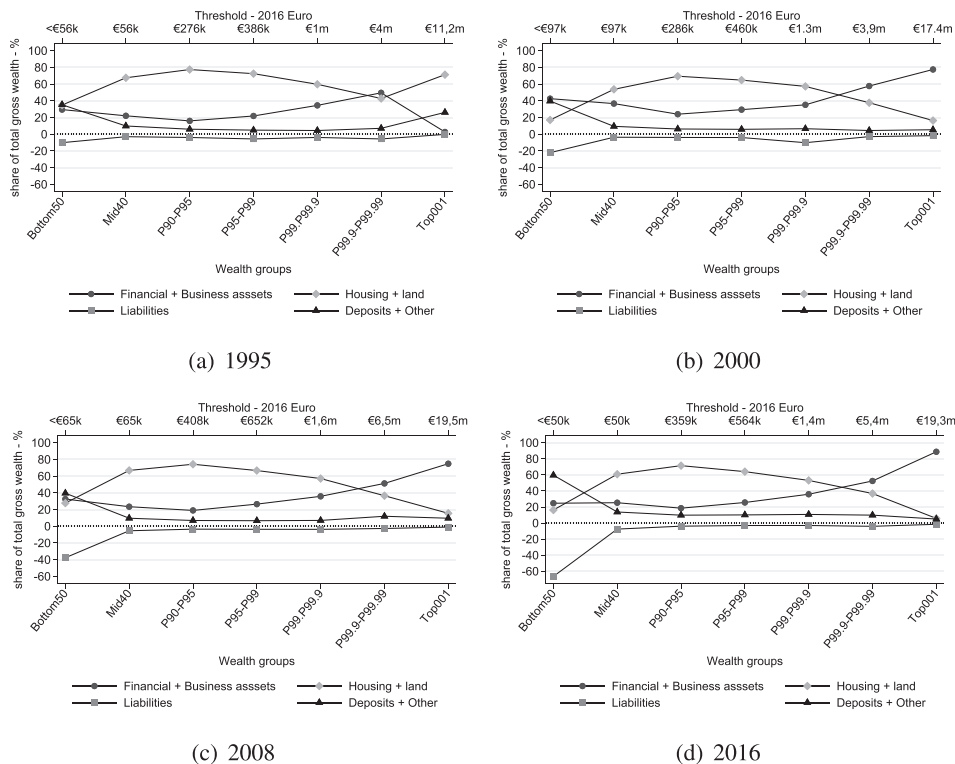 Threshold - 2016 Euro
<€56k €56k €276k €386k €1m €4m €11,2m
share of total gross wealth - %
100
80
60
40
20
0
-20
-40
-60
Bottom50 Mid40 P90-P95 P95-P99 P99.P99.9 P99.9-P99.99 Top001
Wealth groups
Financial + Business asssets Housing + land
Liabilities Deposits + Other
(a) 1995
Threshold - 2016 Euro
<€97k €97k €286k €460k €1.3m €3,9m €17.4m
share of total gross wealth - %
100
80
60
40
20
0
-20
-40
-60
Bottom50 Mid40 P90-P95 P95-P99 P99.P99.9 P99.9-P99.99 Top001
Wealth groups
Financial + Business asssets Housing + land
Liabilities Deposits + Other
(b) 2000
Threshold - 2016 Euro
<€65k €65k €408k €652k €1,6m €6,5m €19,5m
share of total gross wealth - %
100
80
60
40
20
0
-20
-40
-60
Bottom50 Mid40 P90-P95 P95-P99 P99.P99.9 P99.9-P99.99 Top001
Wealth groups
Financial + Business asssets Housing + land
Liabilities Deposits + Other
(c) 2008
Threshold - 2016 Euro
<€50k €50k €359k €564k €1,4m €5,4m €19,3m
share of total gross wealth - %
100
80
60
40
20
0
-20
-40
-60
Bottom50 Mid40 P90-P95 P95-P99 P99.P99.9 P99.9-P99.99 Top001
Wealth groups
Financial + Business asssets Housing + land
Liabilities Deposits + Other
(d) 2016